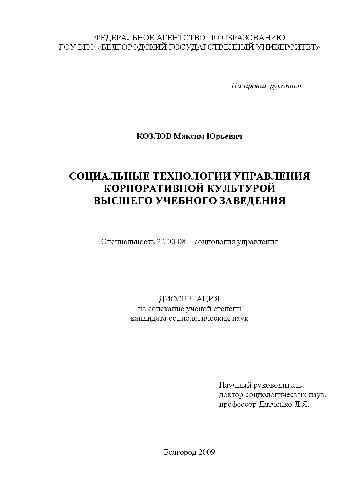 ФЕДЕРАЛЬНОЕ АГЕНТСТВО ПО ОБРАЗОВАНИЮ
ГОУ ВПО «БЕЛГОРОДСКИЙ ГОСУДАРСТВЕННЫЙ УНИВЕРСИТЕТ»
На правах рукописи
КОЗЛОВ Максим Юрьевич
СОЦИАЛЬНЫЕ ТЕХНОЛОГИИ УПРАВЛЕНИЯ
КОРПОРАТИВНОЙ КУЛЬТУРОЙ
ВЫСШЕГО УЧЕБНОГО ЗАВЕДЕНИЯ
Специальность 22.00.08 – социология управления
ДИССЕРТАЦИЯ
на соискание ученой степени
кандидата социологических наук
Научный руководитель:
доктор социологических наук,
профессор Дятченко Л.Я.
Белгород 2009